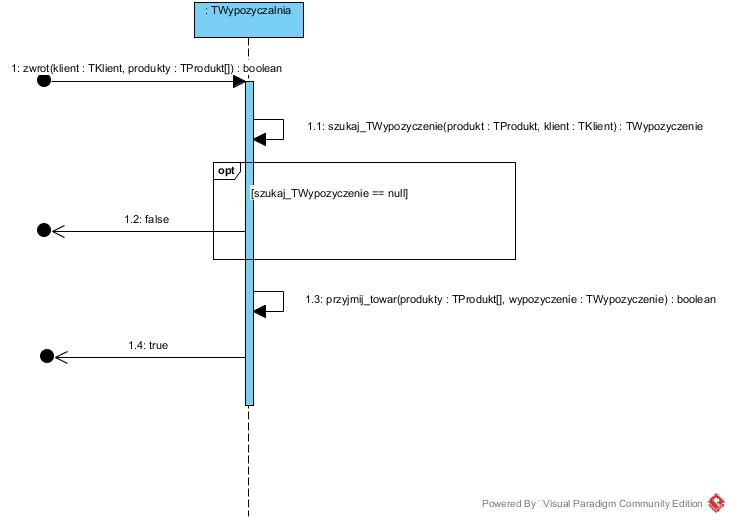 : TWypozyczalnia
1: zwrot(klient : TKlient, produkty : TProdukt[]) : boolean
1.1: szukaj_TWypozyczenie(produkt : TProdukt, klient : TKlient) : TWypozyczenie
opt
[szukaj_TWypozyczenie == null]
1.2: false
1.3: przyjmij_towar(produkty : TProdukt[], wypozyczenie : TWypozyczenie) : boolean
1.4: true
Powered By Visual Paradigm Community Edition